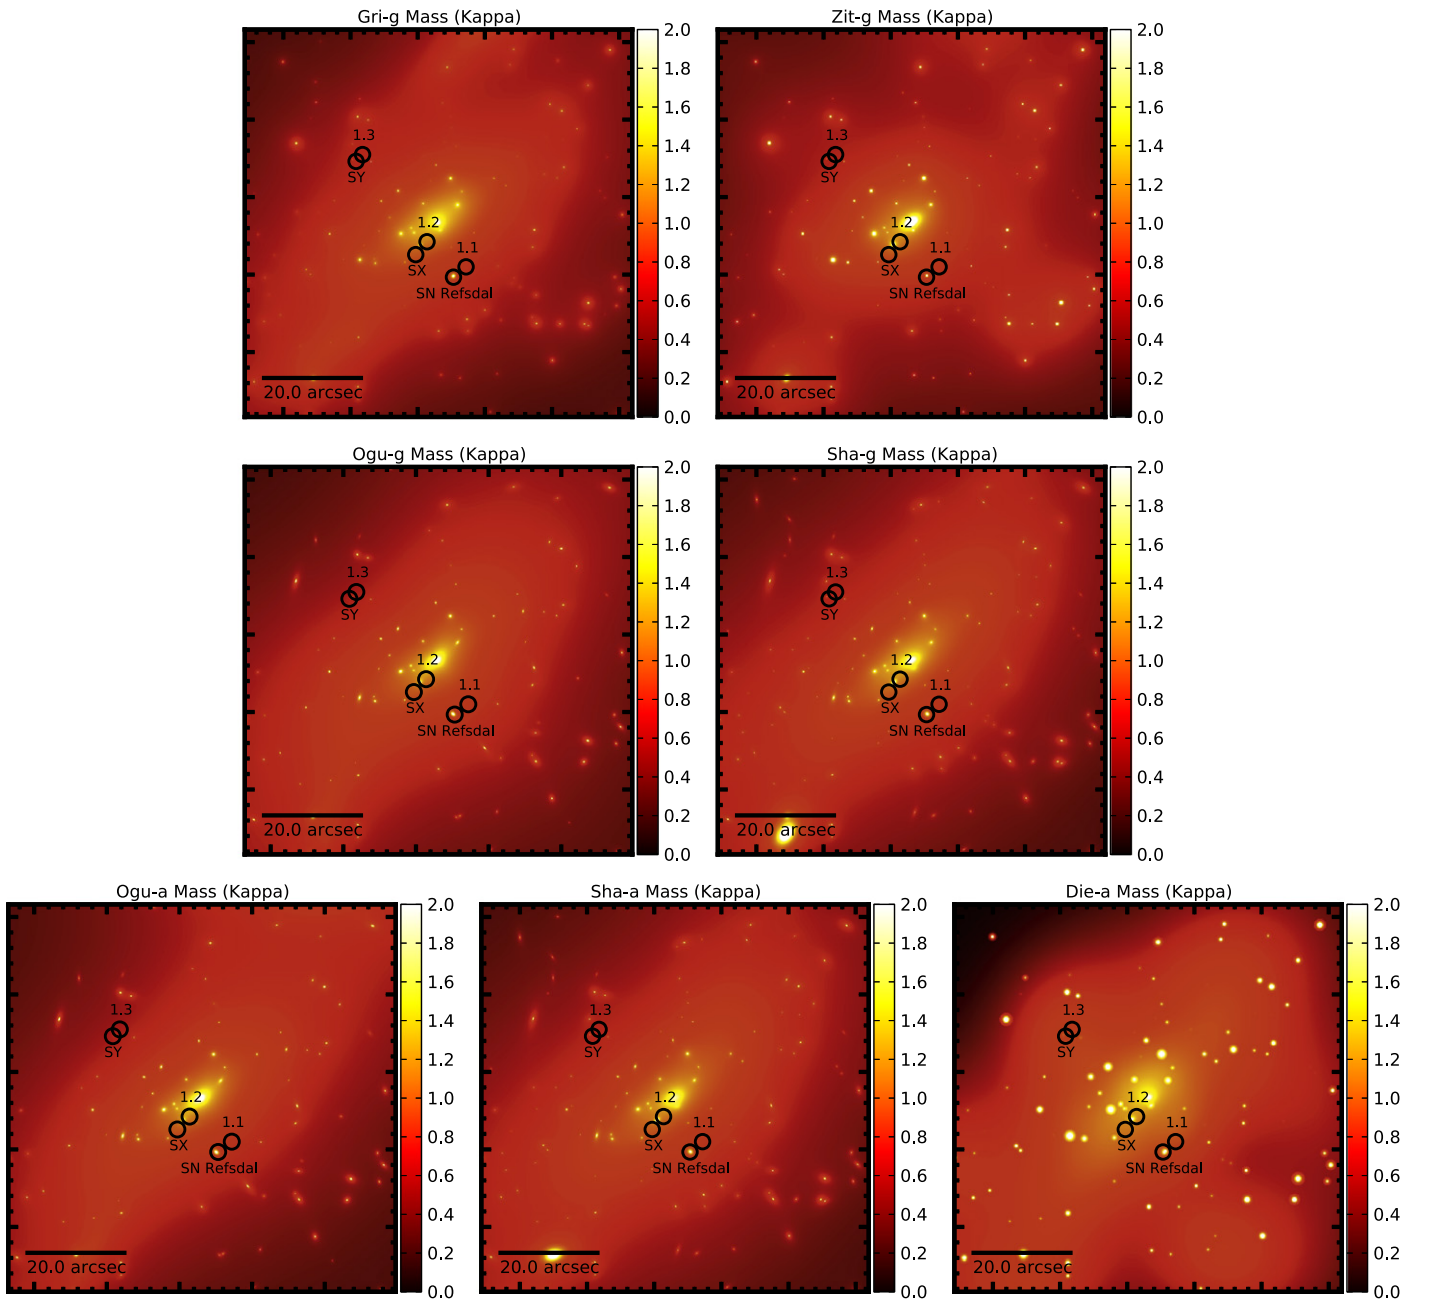 Gri-g Mass (Kappa)
1.3
SY
1.2
SX
1.1
SN Refsdal
20.0 arcsec
2.0
1.8
1.6
1.4
1.2
1.0
0.8
0.6
0.4
0.2
0.0
Zit-g Mass (Kappa)
1.3
SY
1.2
SX
1.1
SN Refsdal
20.0 arcsec
2.0
1.8
1.6
1.4
1.2
1.0
0.8
0.6
0.4
0.2
0.0
Ogu-g Mass (Kappa)
1.3
SY
1.2
SX
1.1
SN Refsdal
20.0 arcsec
2.0
1.8
1.6
1.4
1.2
1.0
0.8
0.6
0.4
0.2
0.0
Sha-g Mass (Kappa)
1.3
SY
1.2
SX
1.1
SN Refsdal
20.0 arcsec
2.0
1.8
1.6
1.4
1.2
1.0
0.8
0.6
0.4
0.2
0.0
Ogu-a Mass (Kappa)
1.3
SY
1.2
SX
1.1
SN Refsdal
20.0 arcsec
2.0
1.8
1.6
1.4
1.2
1.0
0.8
0.6
0.4
0.2
0.0
Sha-a Mass (Kappa)
1.3
SY
1.2
SX
1.1
SN Refsdal
20.0 arcsec
2.0
1.8
1.6
1.4
1.2
1.0
0.8
0.6
0.4
0.2
0.0
Die-a Mass (Kappa)
1.3
SY
1.2
SX
1.1
SN Refsdal
20.0 arcsec
2.0
1.8
1.6
1.4
1.2
1.0
0.8
0.6
0.4
0.2
0.0